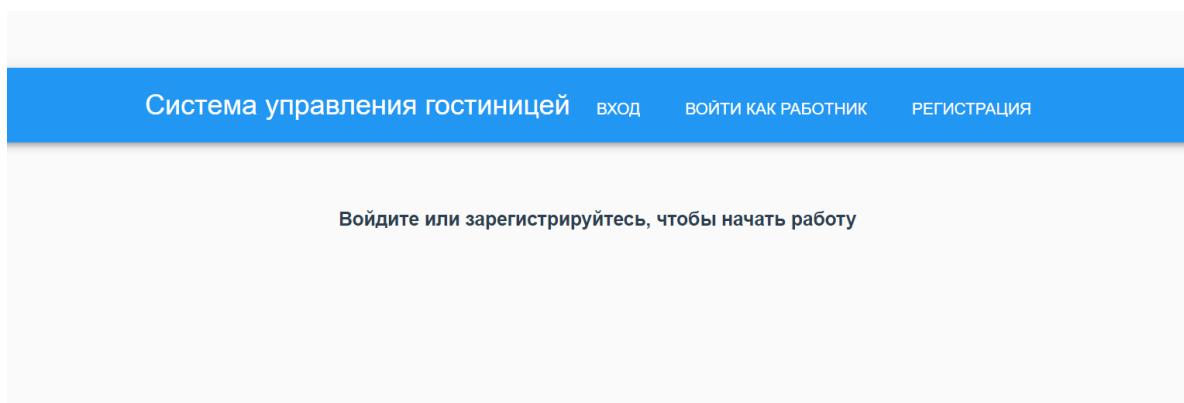 Система управления гостиницей ВХОД ВОЙТИ КАК РАБОТНИК РЕГИСТРАЦИЯ
Войдите или зарегистрируйтесь, чтобы начать работу